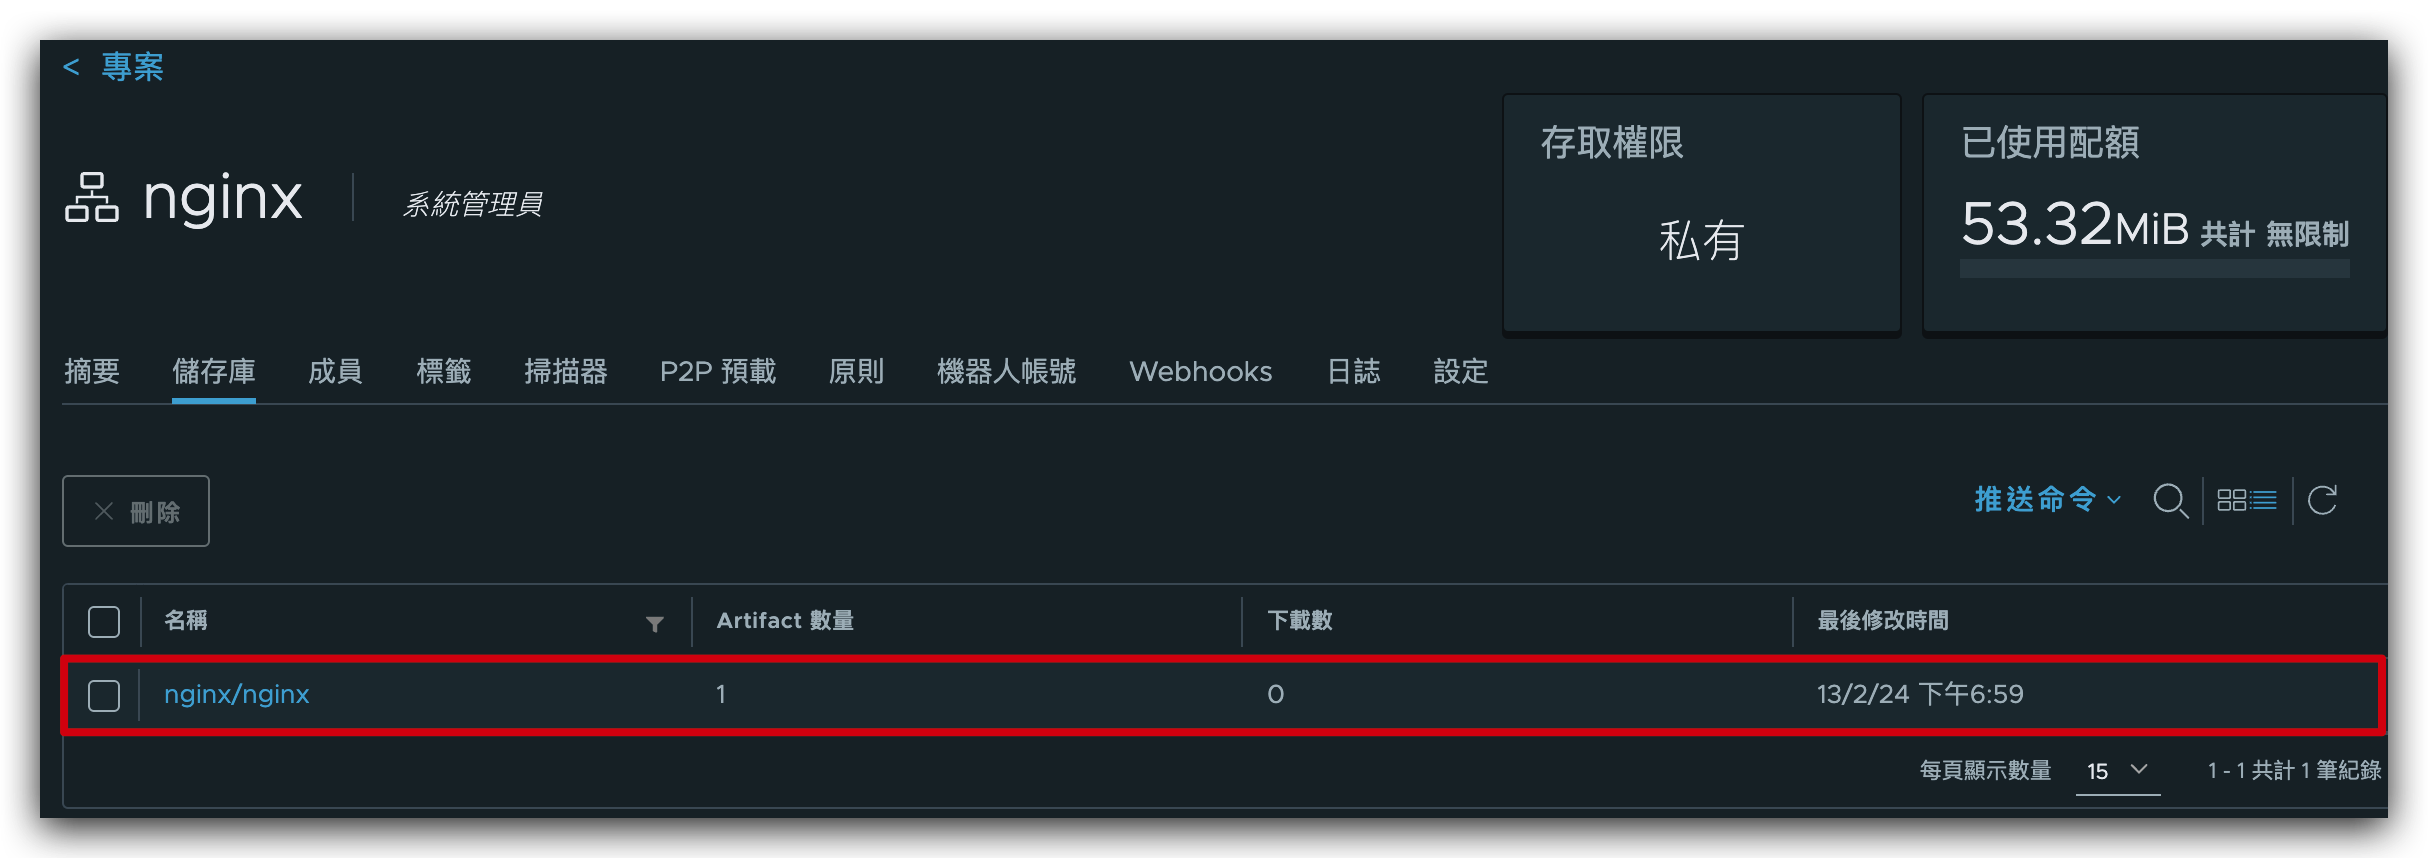 < 專案
nginx 系統管理員
存取權限
私有
已使用配額
53.32MiB 共計 無限制
摘要 儲存庫 成員 標籤 掃描器 P2P 預載 原則 機器人帳號 Webhooks 日誌 設定
刪除
推送命令
名稱 Artifact 數量 下載數 最後修改時間
nginx/nginx 1 0 13/2/24 下午6:59
每頁顯示數量 15 1 - 1 共計 1 筆紀錄